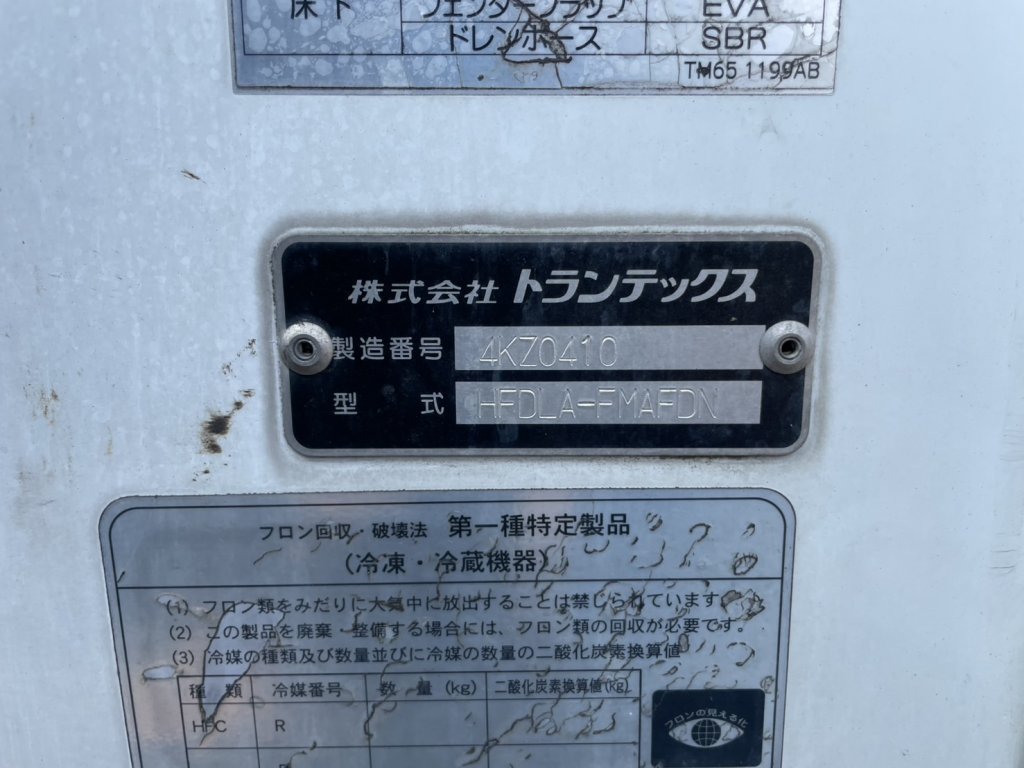 床下 フェンダーフラップ EVA
ドレンホース SBR
TM65 1199AB
株式会社 トランテックス
製造番号 4KZ0410
型 式 HFDLA-FMAFDN
フロン回収・破壊法 第一種特定製品
(冷凍・冷蔵機器)
(1) フロン類をみだりに大気中に放出することは禁じられています。
(2) この製品を廃棄・整備する場合には、フロン類の回収が必要です。
(3) 冷媒の種類及び数量並びに冷媒の数量の二酸化炭素換算値
種 類 冷媒番号 数 量 (kg) 二酸化炭素換算値(kg)
HFC R
フロンの見える化